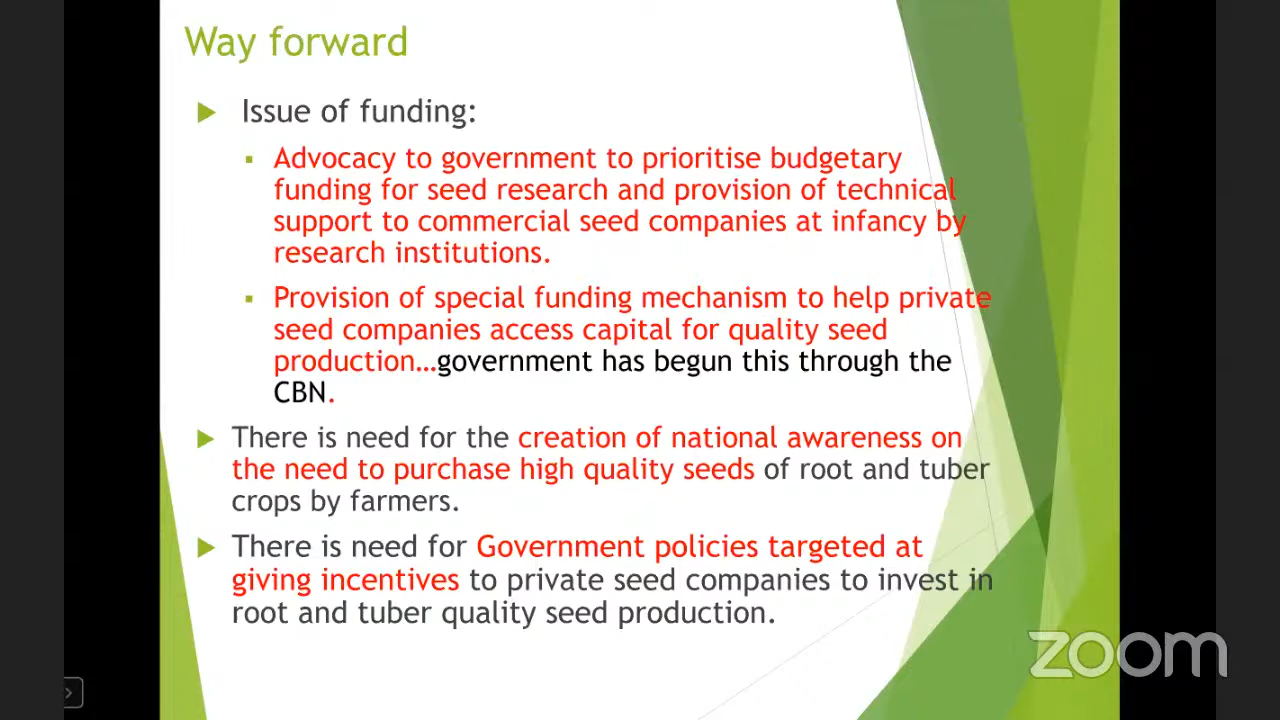 Way forward
Issue of funding:
Advocacy to government to prioritise budgetary
funding for seed research and provision of technical
support to commercial seed companies at infancy by
research institutions.
Provision of special funding mechanism to help private
seed companies access capital for quality seed
production…government has begun this through the
CBN.
There is need for the creation of national awareness on
the need to purchase high quality seeds of root and tuber
crops by farmers.
There is need for Government policies targeted at
giving incentives to private seed companies to invest in
root and tuber quality seed production.
zoom